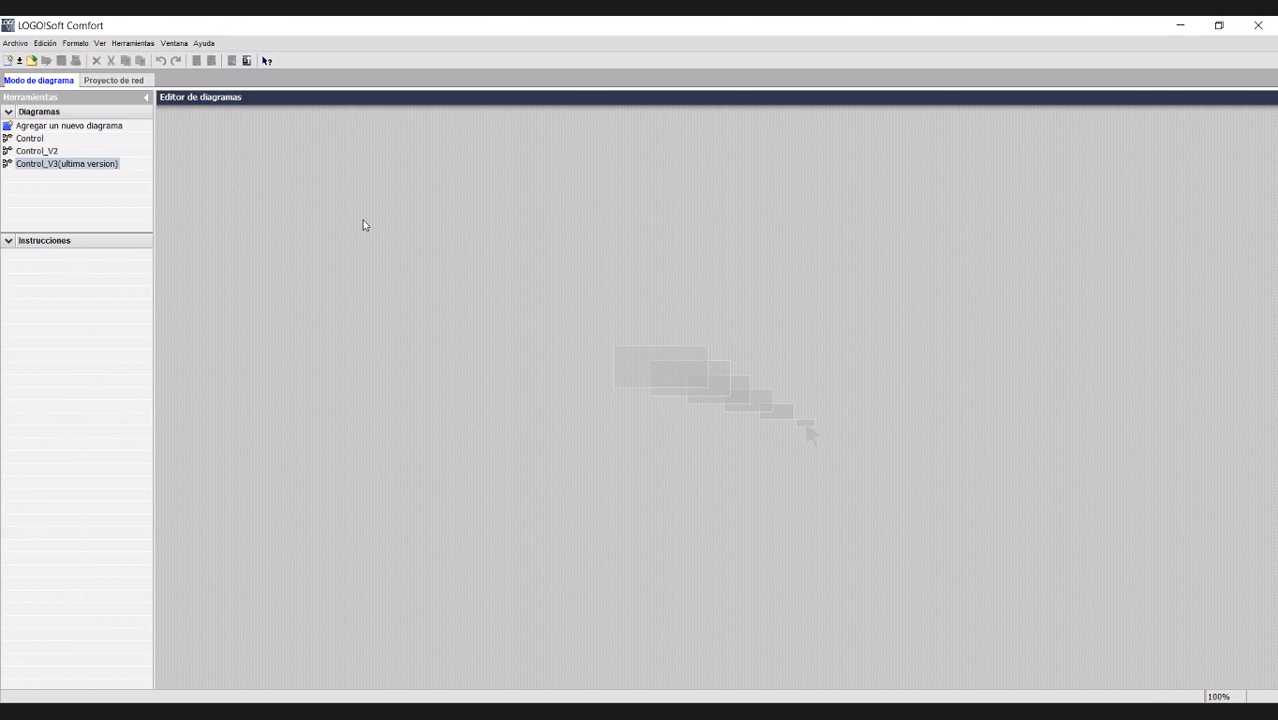 LOGO!Soft Comfort
Archivo Edición Formato Ver Herramientas Ventana Ayuda
Modo de diagrama Proyecto de red
Herramientas
Editor de diagramas
Diagramas
Agregar un nuevo diagrama
Control
Control_V2
Control_V3(ultima version)
Instrucciones
100%